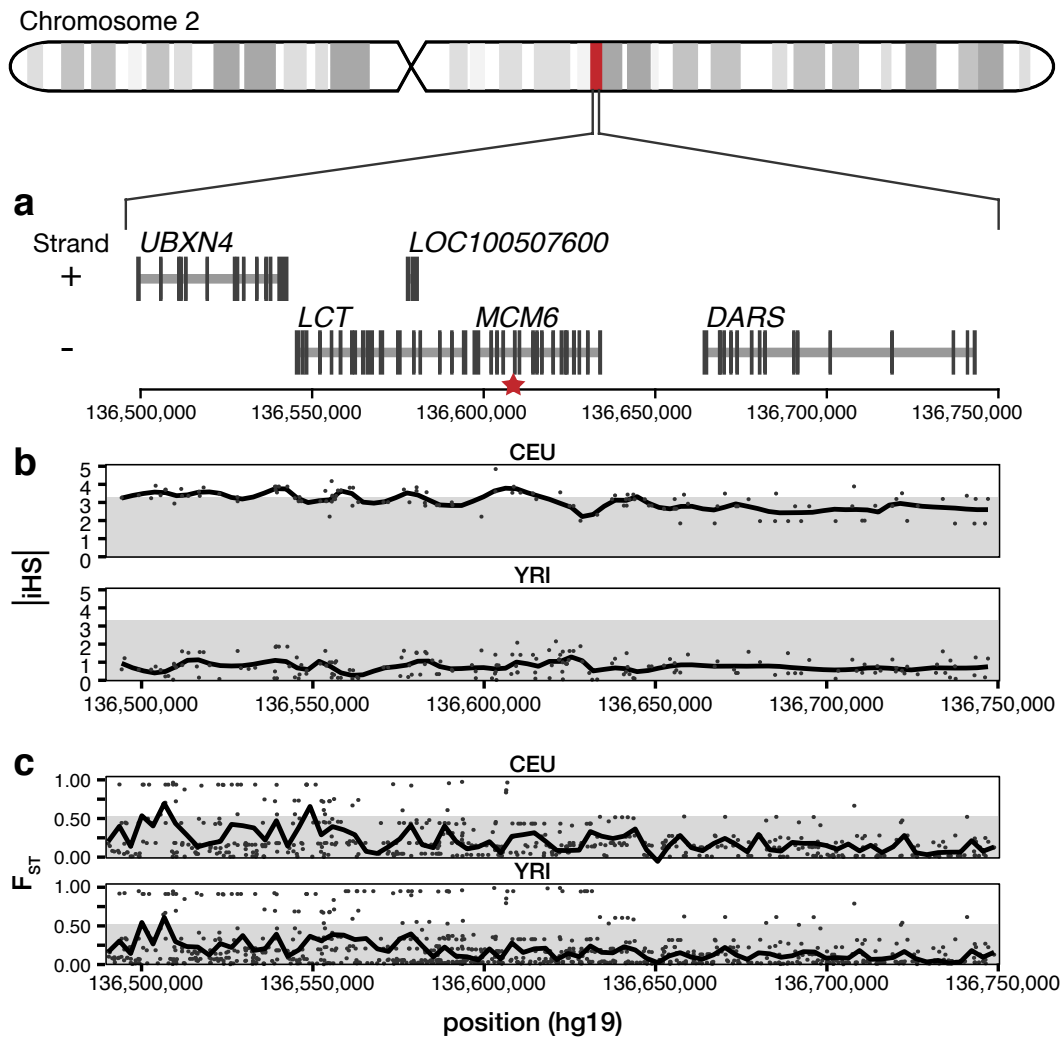 Chromosome 2
a
Strand UBXN4 LOC100507600
+
LCT MCM6 DARS
-
136,500,000 136,550,000 136,600,000 136,650,000 136,700,000 136,750,000
b
CEU
5
4
3
2
1
0
|iHS|
YRI
5
4
3
2
1
0
136,500,000 136,550,000 136,600,000 136,650,000 136,700,000 136,750,000
c
CEU
1.00
0.50
0.00
FST
YRI
1.00
0.50
0.00
136,500,000 136,550,000 136,600,000 136,650,000 136,700,000 136,750,000
position (hg19)